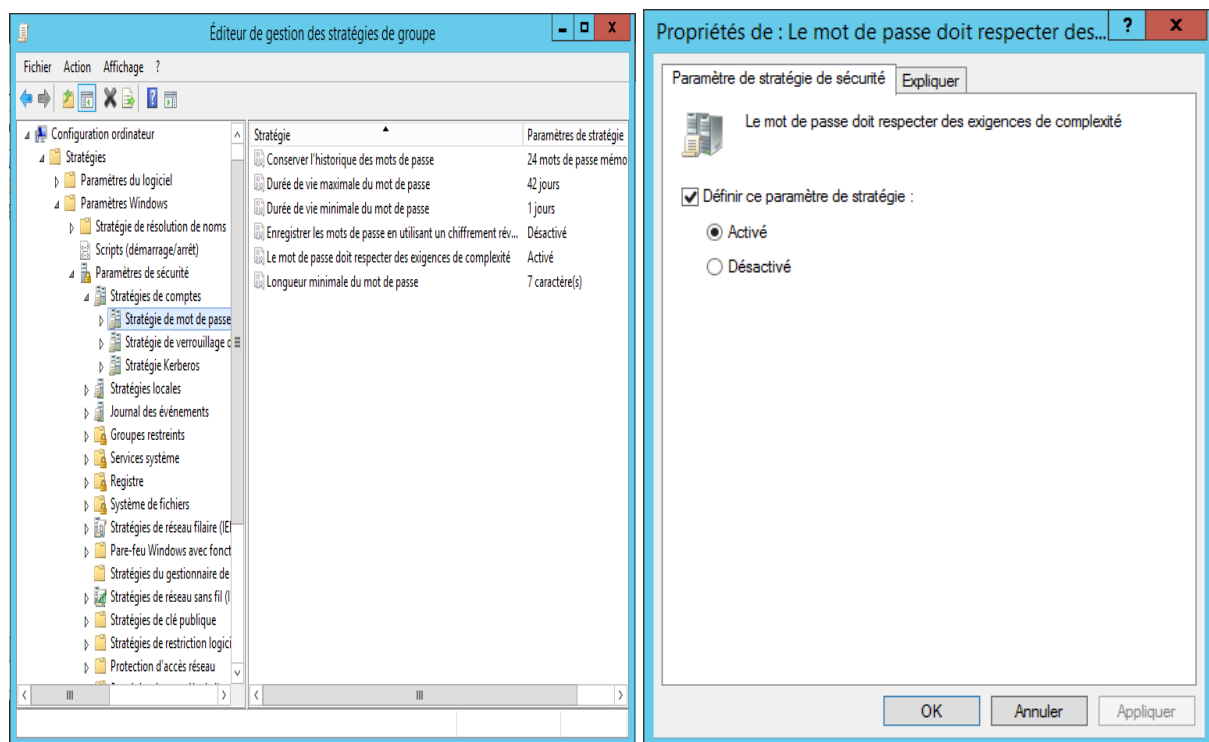 Éditeur de gestion des stratégies de groupe
Fichier Action Affichage ?
Configuration ordinateur
Stratégies
Paramètres du logiciel
Paramètres Windows
Stratégie de résolution de noms
Scripts (démarrage/arrêt)
Paramètres de sécurité
Stratégies de comptes
Stratégie de mot de passe
Stratégie de verrouillage d
Stratégie Kerberos
Stratégies locales
Journal des événements
Groupes restreints
Services système
Registre
Système de fichiers
Stratégies de réseau filaire (IEE
Pare-feu Windows avec fonct
Stratégies du gestionnaire de
Stratégies de réseau sans fil (I
Stratégies de clé publique
Stratégies de restriction logici
Protection d'accès réseau
Stratégie Paramètres de stratégie
Conserver l'historique des mots de passe 24 mots de passe mémo
Durée de vie maximale du mot de passe 42 jours
Durée de vie minimale du mot de passe 1 jours
Enregistrer les mots de passe en utilisant un chiffrement rév... Désactivé
Le mot de passe doit respecter des exigences de complexité Activé
Longueur minimale du mot de passe 7 caractère(s)
Propriétés de : Le mot de passe doit respecter des... ? X
Paramètre de stratégie de sécurité Expliquer
Le mot de passe doit respecter des exigences de complexité
Définir ce paramètre de stratégie :
Activé
Désactivé
OK Annuler Appliquer